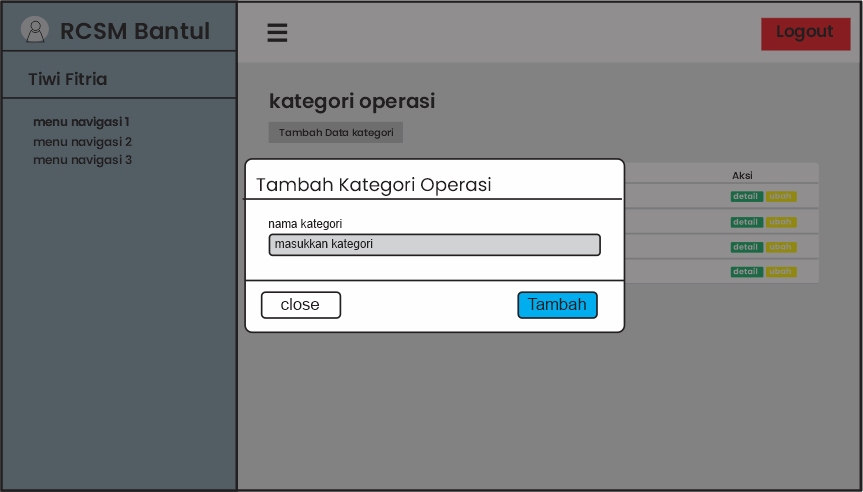 RCSM Bantul
Logout
Tiwi Fitria
menu navigasi 1
menu navigasi 2
menu navigasi 3
kategori operasi
Tambah Data kategori
Aksi
detail ubah
detail ubah
detail ubah
detail ubah
Tambah Kategori Operasi
nama kategori
masukkan kategori
close
Tambah